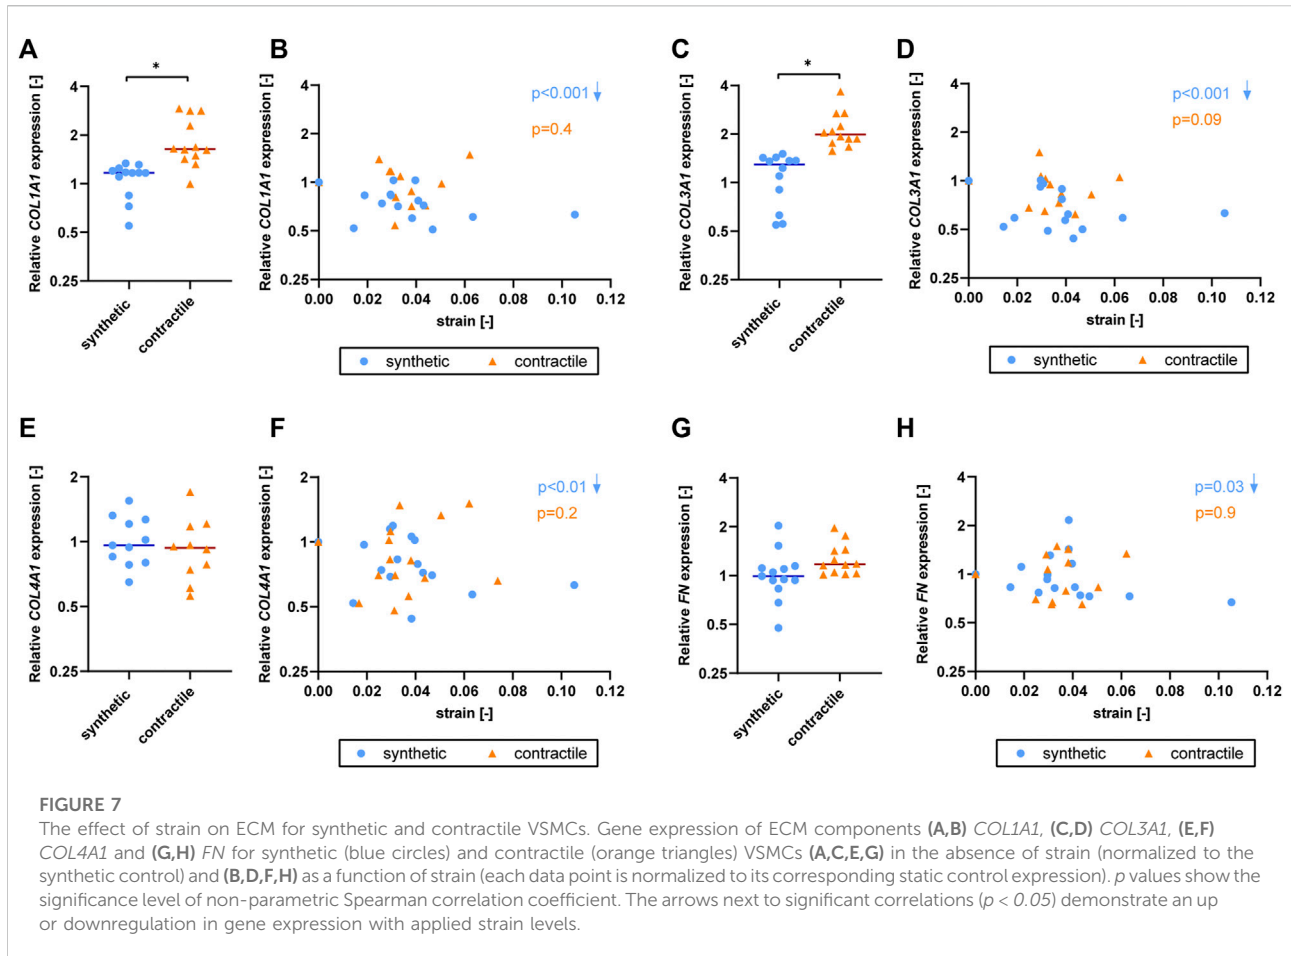 A
Relative COL1A1 expression [-]
4
2
1
0.5
0.25
*
synthetic
contractile
B
Relative COL1A1 expression [-]
4
2
1
0.5
0.25
p<0.001
p=0.4
0.00 0.02 0.04 0.06 0.08 0.10 0.12
strain [-]
synthetic contractile
C
Relative COL3A1 expression [-]
4
2
1
0.5
0.25
*
synthetic
contractile
D
Relative COL3A1 expression [-]
4
2
1
0.5
0.25
p<0.001
p=0.09
0.00 0.02 0.04 0.06 0.08 0.10 0.12
strain [-]
synthetic contractile
E
Relative COL4A1 expression [-]
2
1
0.5
0.25
synthetic
contractile
F
Relative COL4A1 expression [-]
2
1
0.5
0.25
p<0.01
p=0.2
0.00 0.02 0.04 0.06 0.08 0.10 0.12
strain [-]
synthetic contractile
G
Relative FN expression [-]
4
2
1
0.5
0.25
synthetic
contractile
H
Relative FN expression [-]
4
2
1
0.5
0.25
p=0.03
p=0.9
0.00 0.02 0.04 0.06 0.08 0.10 0.12
strain [-]
synthetic contractile
FIGURE 7
The effect of strain on ECM for synthetic and contractile VSMCs. Gene expression of ECM components (A,B) COL1A1, (C,D) COL3A1, (E,F)
COL4A1 and (G,H) FN for synthetic (blue circles) and contractile (orange triangles) VSMCs (A,C,E,G) in the absence of strain (normalized to the
synthetic control) and (B,D,F,H) as a function of strain (each data point is normalized to its corresponding static control expression). p values show the
significance level of non-parametric Spearman correlation coefficient. The arrows next to significant correlations (p < 0.05) demonstrate an up
or downregulation in gene expression with applied strain levels.